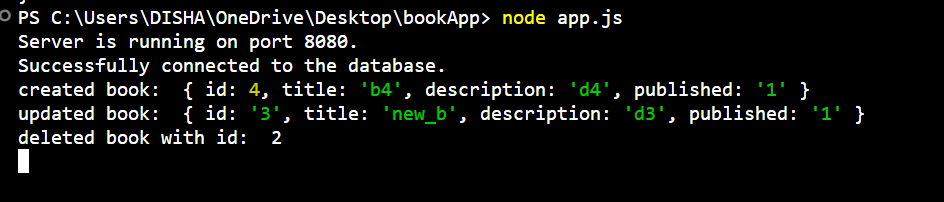 PS C:\Users\DISHA\OneDrive\Desktop\bookApp> node app.js
Server is running on port 8080.
Successfully connected to the database.
created book:  { id: 4, title: 'b4', description: 'd4', published: '1' }
updated book:  { id: '3', title: 'new_b', description: 'd3', published: '1' }
deleted book with id:  2